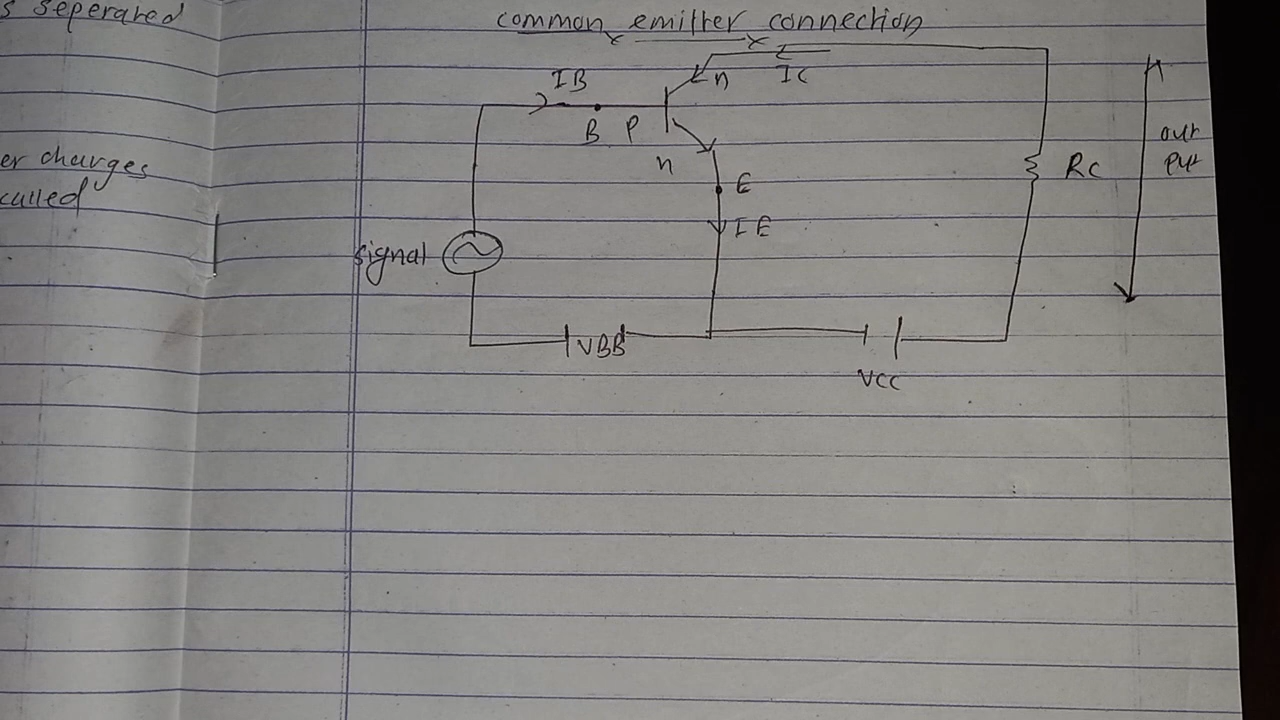 s seperated
er charges
called
common emitter connection
IB
n
IC
B P
n
E
IE
RC
out
put
signal
VBB
VCC